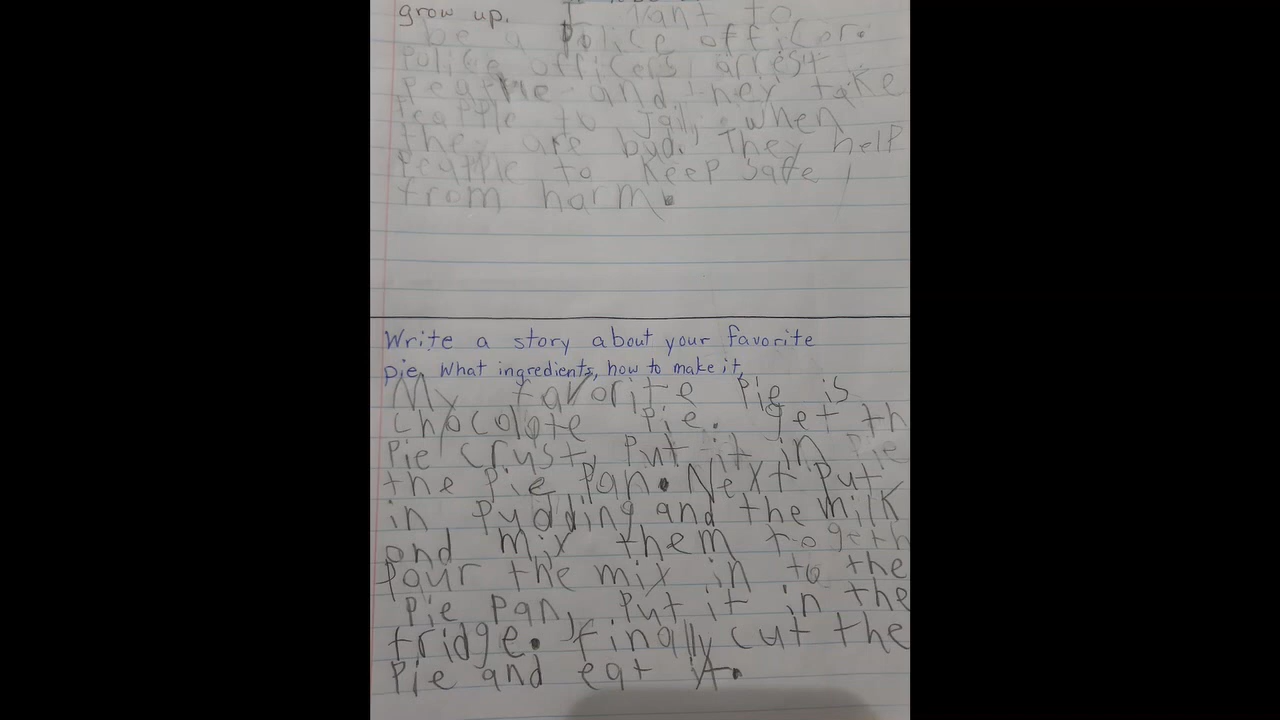 grow up. I want to
be a Police officer.
Police officers arrest
peaple and they take
Peaple to jail, when
they are bad. They help
Peaple to keep safe
from harm.
Write a story about your favorite
pie. What ingredients, how to make it.
My favorite Pie is
chocolate Pie. get th
Pie crust, Put it in Pie
the Pie Pan. Next Put
in Pudding and the milk
and mix them togeth
Pour the mix in to the
Pie Pan, Put it in the
fridge. finally cut the
Pie and eat it.